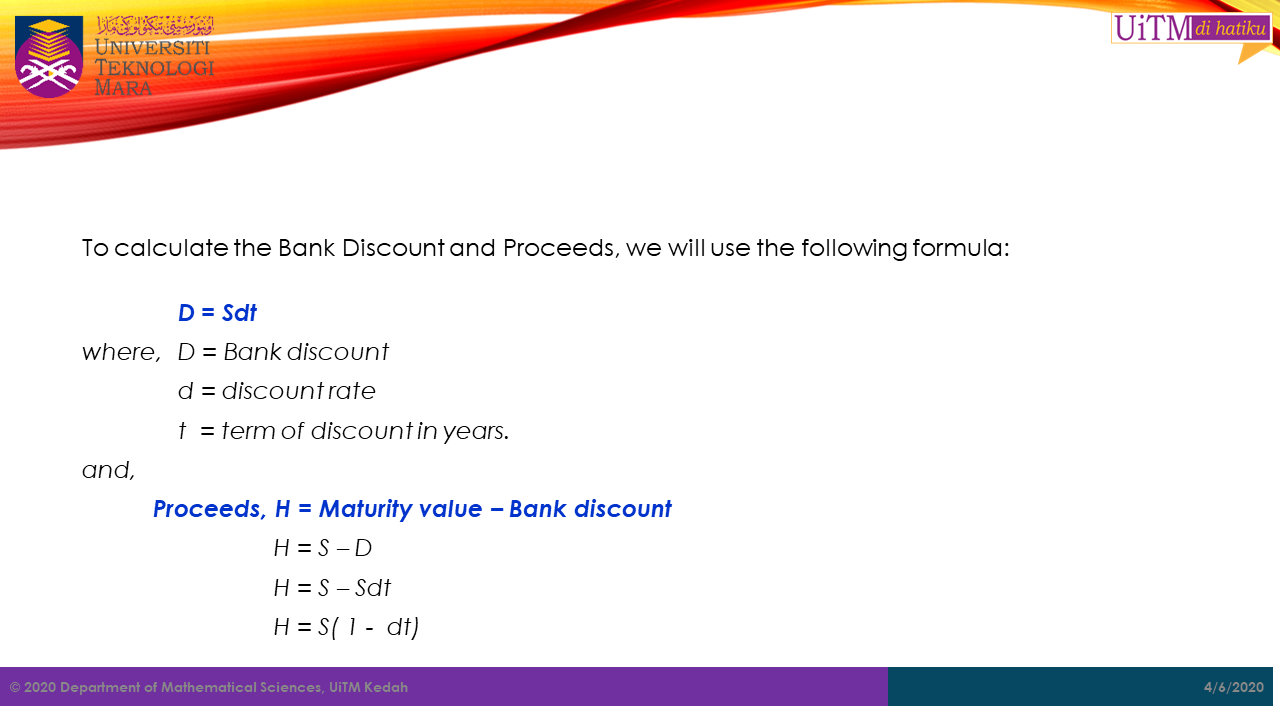 UNIVERSITI
TEKNOLOGI
MARA
UiTM di hatiku
To calculate the Bank Discount and Proceeds, we will use the following formula:
D = Sdt
where, D = Bank discount
d = discount rate
t = term of discount in years.
and,
Proceeds, H = Maturity value – Bank discount
H = S – D
H = S – Sdt
H = S( 1 - dt)
© 2020 Department of Mathematical Sciences, UiTM Kedah
4/6/2020